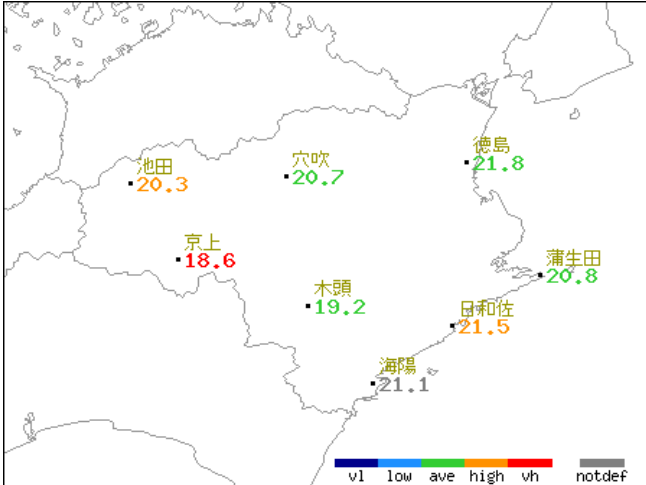 徳島
21.8
穴吹
20.7
池田
20.3
京上
18.6
蒲生田
20.8
木頭
19.2
日和佐
21.5
海陽
21.1
vl low ave high vh notdef